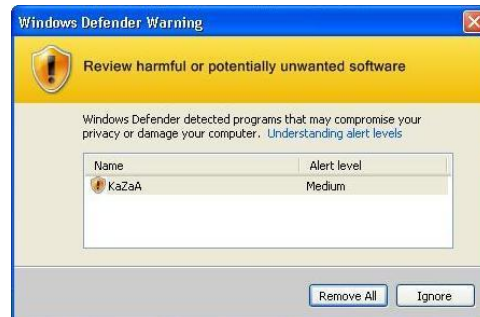 Windows Defender Warning
Review harmful or potentially unwanted software
Windows Defender detected programs that may compromise your
privacy or damage your computer. Understanding alert levels
Name Alert level
KaZaA Medium
Remove All Ignore